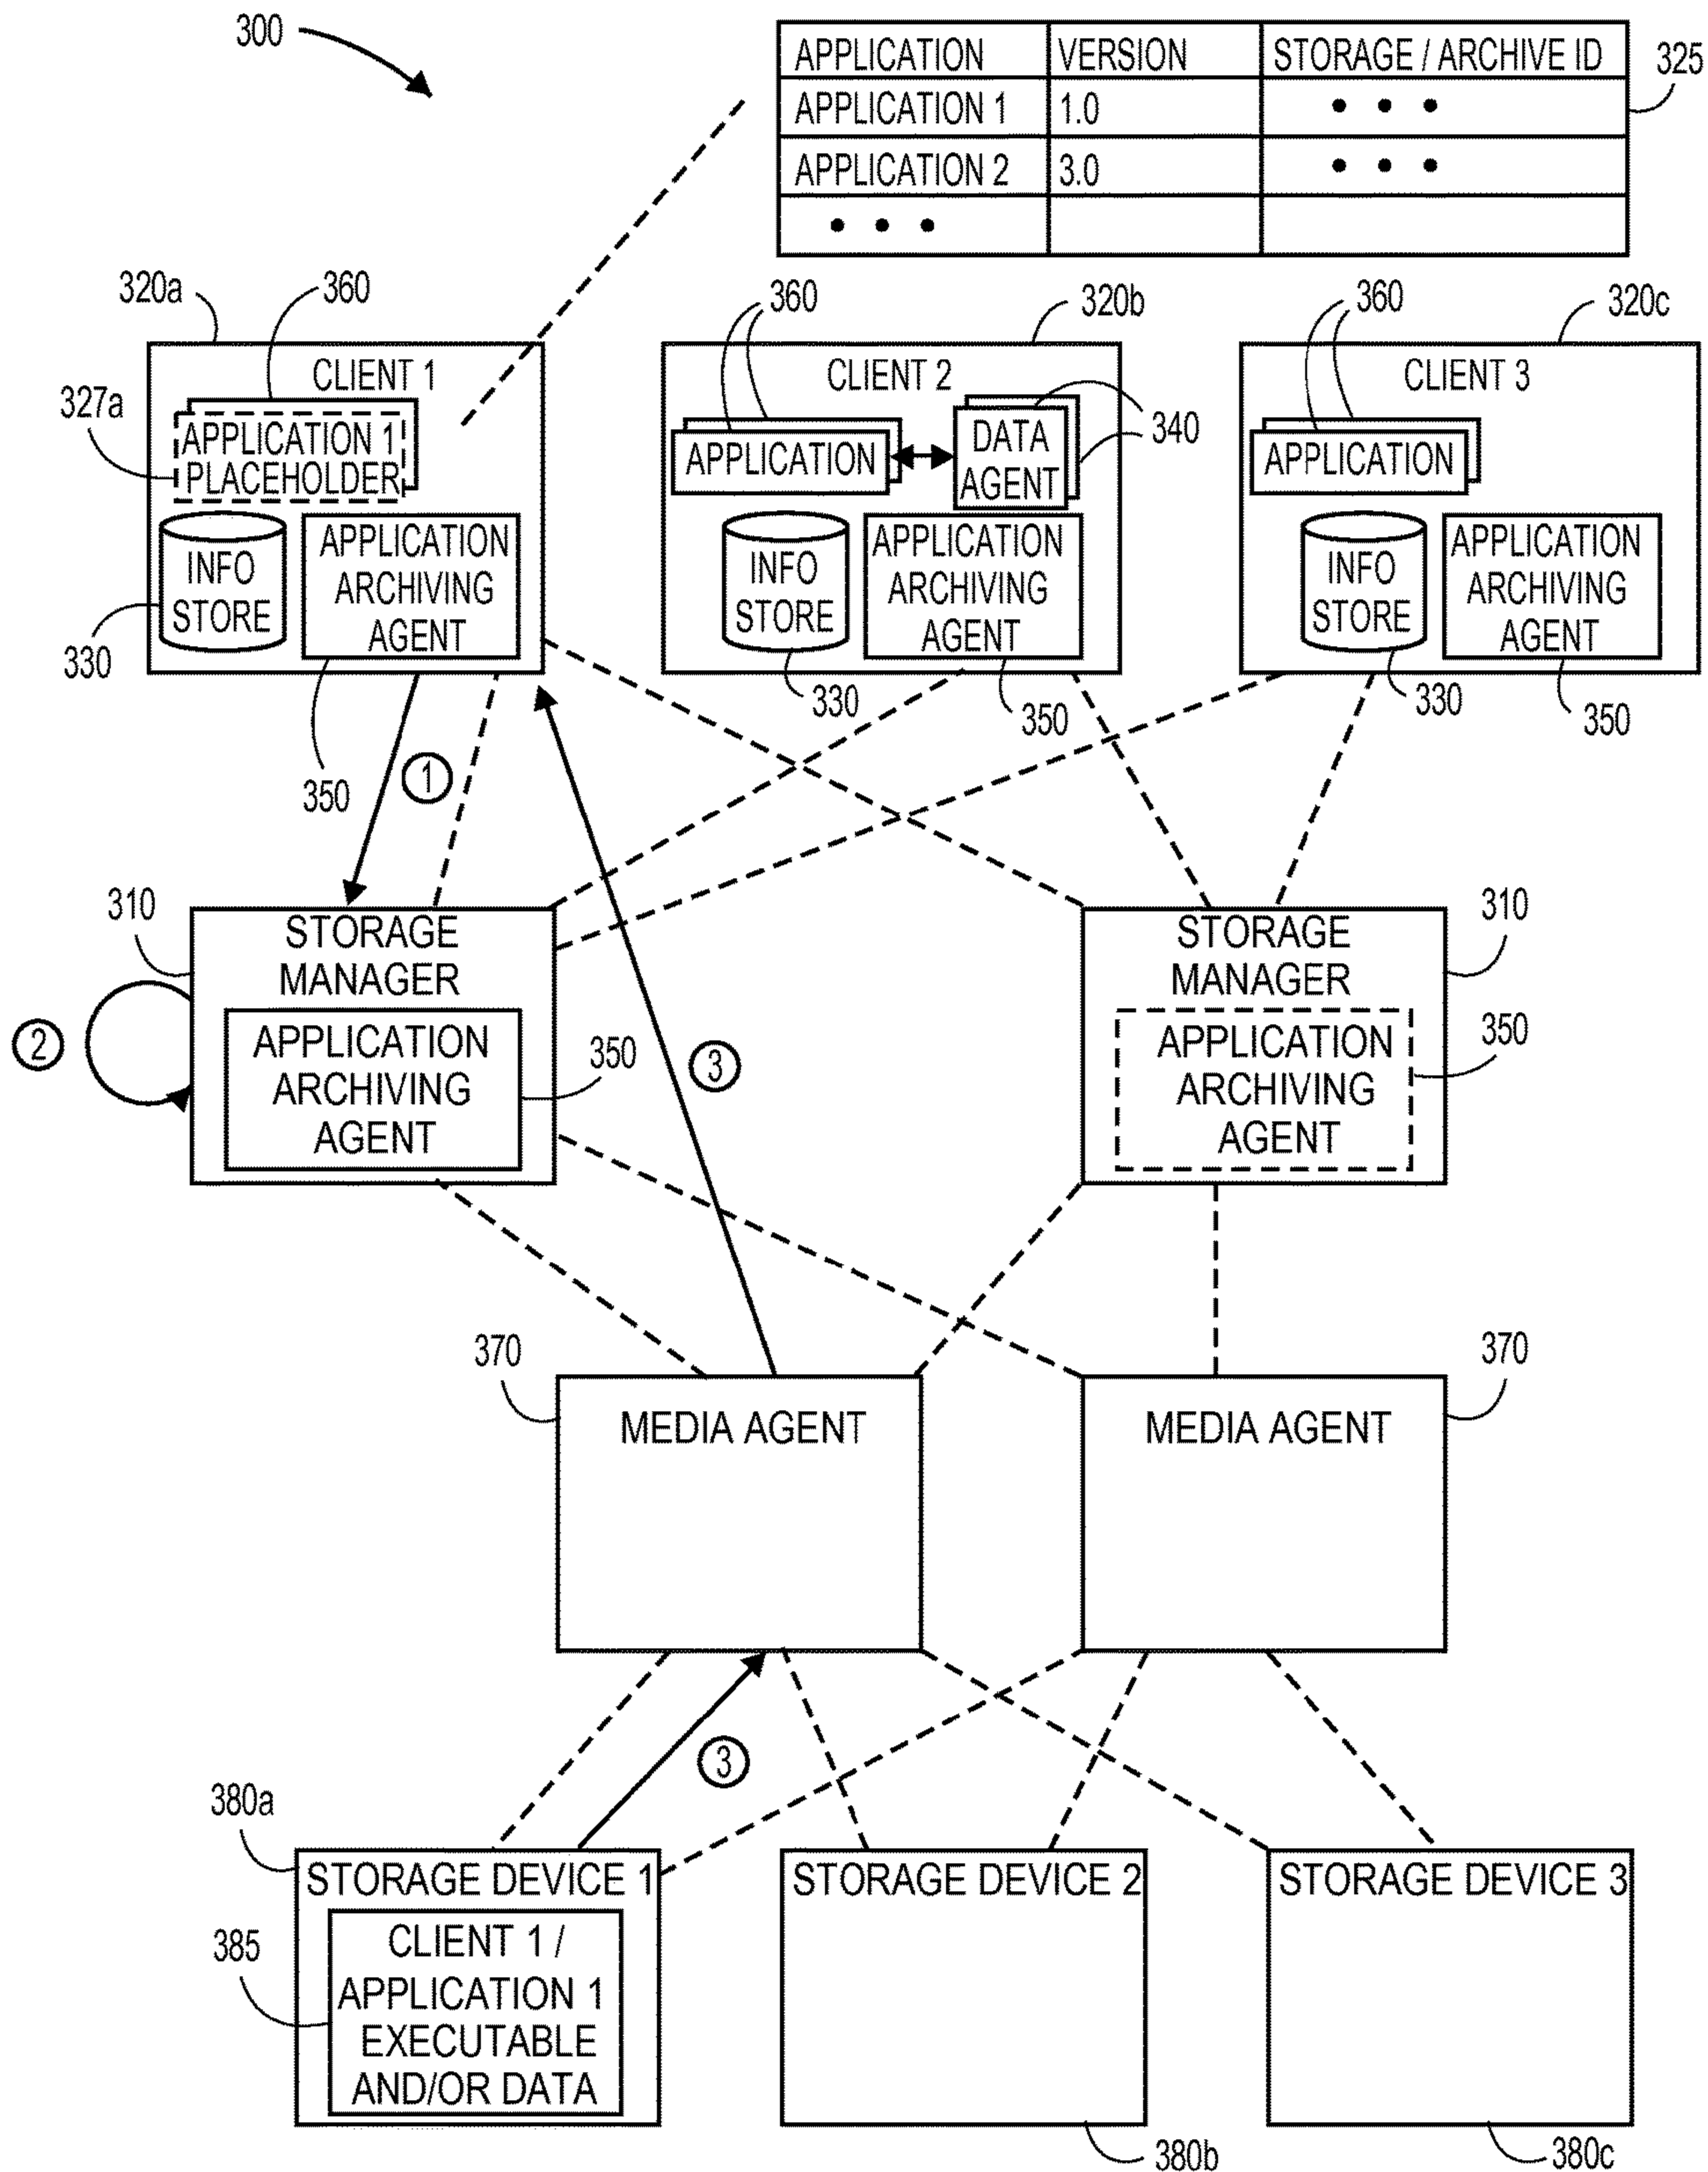 300
APPLICATION VERSION STORAGE / ARCHIVE ID
325
APPLICATION 1 1.0 • • •
APPLICATION 2 3.0 • • •
• • •
320a
360
360
320b
360
320c
CLIENT 1
327a
APPLICATION 1
PLACEHOLDER
INFO
STORE
APPLICATION
ARCHIVING
AGENT
330
350
CLIENT 2
APPLICATION
DATA
AGENT
340
INFO
STORE
APPLICATION
ARCHIVING
AGENT
330
350
CLIENT 3
APPLICATION
INFO
STORE
APPLICATION
ARCHIVING
AGENT
330
350
1
310
STORAGE
MANAGER
APPLICATION
ARCHIVING
AGENT
350
2
3
310
STORAGE
MANAGER
APPLICATION
ARCHIVING
AGENT
350
370
MEDIA AGENT
370
MEDIA AGENT
3
380a
STORAGE DEVICE 1
385
CLIENT 1 /
APPLICATION 1
EXECUTABLE
AND/OR DATA
STORAGE DEVICE 2
380b
STORAGE DEVICE 3
380c